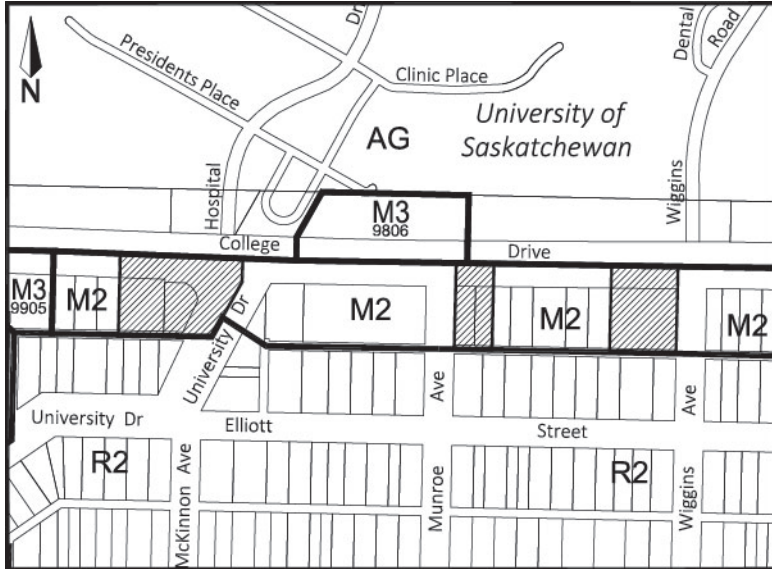 Dr
Dental
Road
Presidents Place
Clinic Place
N
University of
Saskatchewan
AG
Hospital
Wiggins
M3
9806
College
Drive
M3
9905
M2
University Dr
M2
M2
M2
University Dr
Elliott
Street
Ave
Ave
R2
McKinnon Ave
Munroe
R2
Wiggins